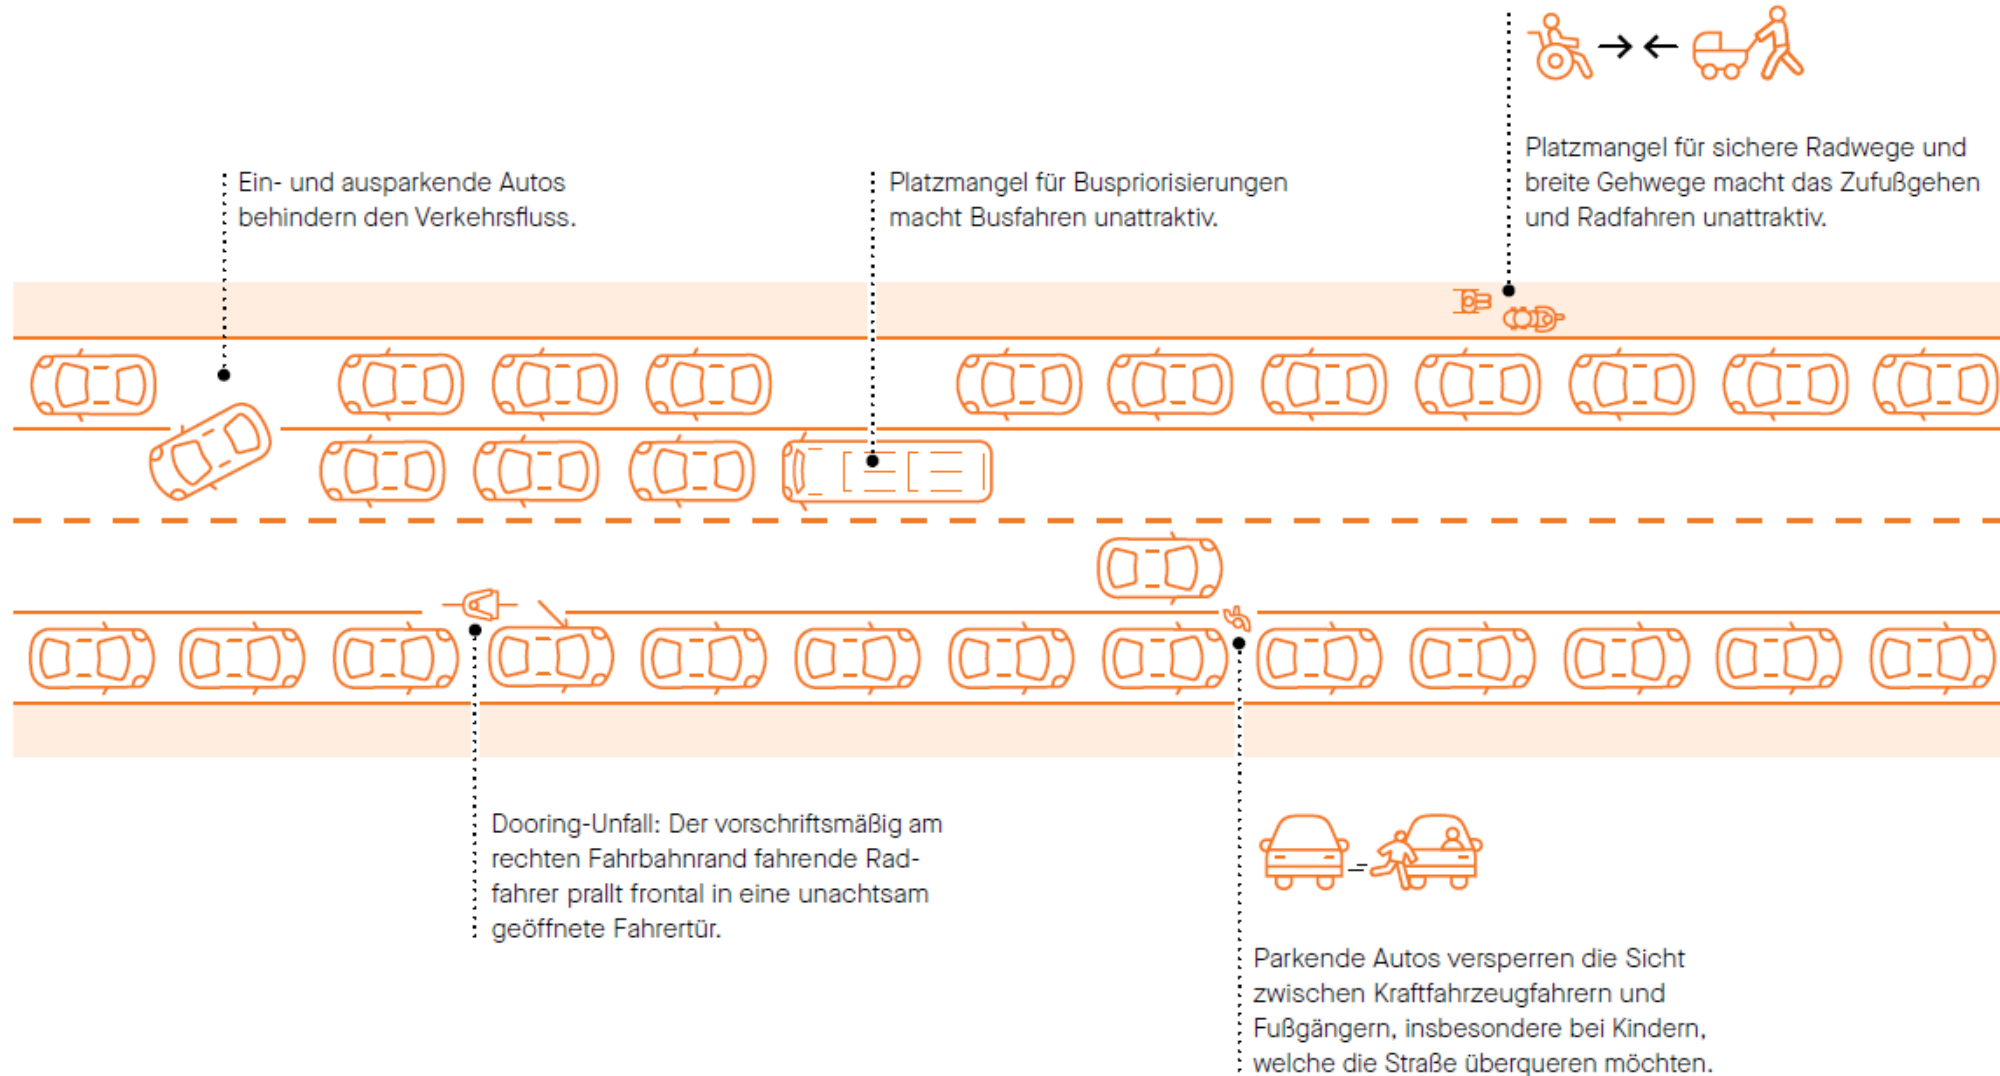 Ein- und ausparkende Autos
behindern den Verkehrsfluss.
Platzmangel für Buspriorisierungen
macht Busfahren unattraktiv.
Platzmangel für sichere Radwege und
breite Gehwege macht das Zufußgehen
und Radfahren unattraktiv.
Dooring-Unfall: Der vorschriftsmäßig am
rechten Fahrbahnrand fahrende Rad-
fahrer prallt frontal in eine unachtsam
geöffnete Fahrertür.
Parkende Autos versperren die Sicht
zwischen Kraftfahrzeugfahrern und
Fußgängern, insbesondere bei Kindern,
welche die Straße überqueren möchten.